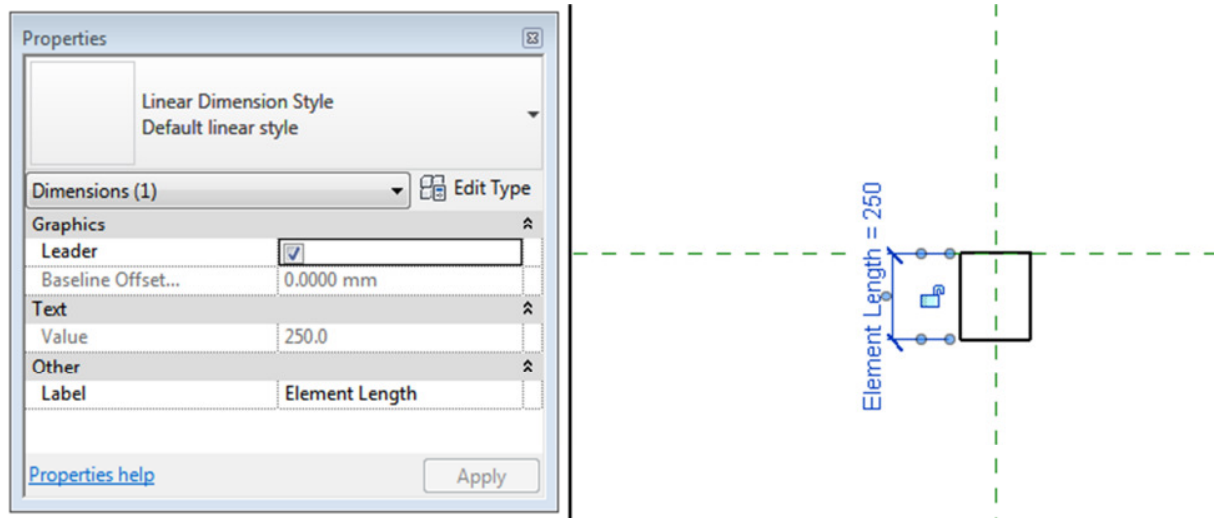 Properties
Linear Dimension Style
Default linear style
Dimensions (1)
Edit Type
Graphics
Leader
Baseline Offset... 0.0000 mm
Text
Value 250.0
Other
Label Element Length
Properties help
Apply
Element Length = 250